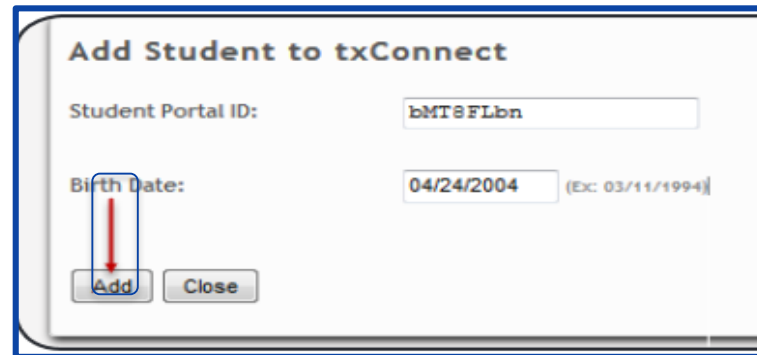 Add Student to txConnect
Student Portal ID: bMT8FLbn
Birth Date: 04/24/2004 (Ex: 03/11/1994)
Add Close